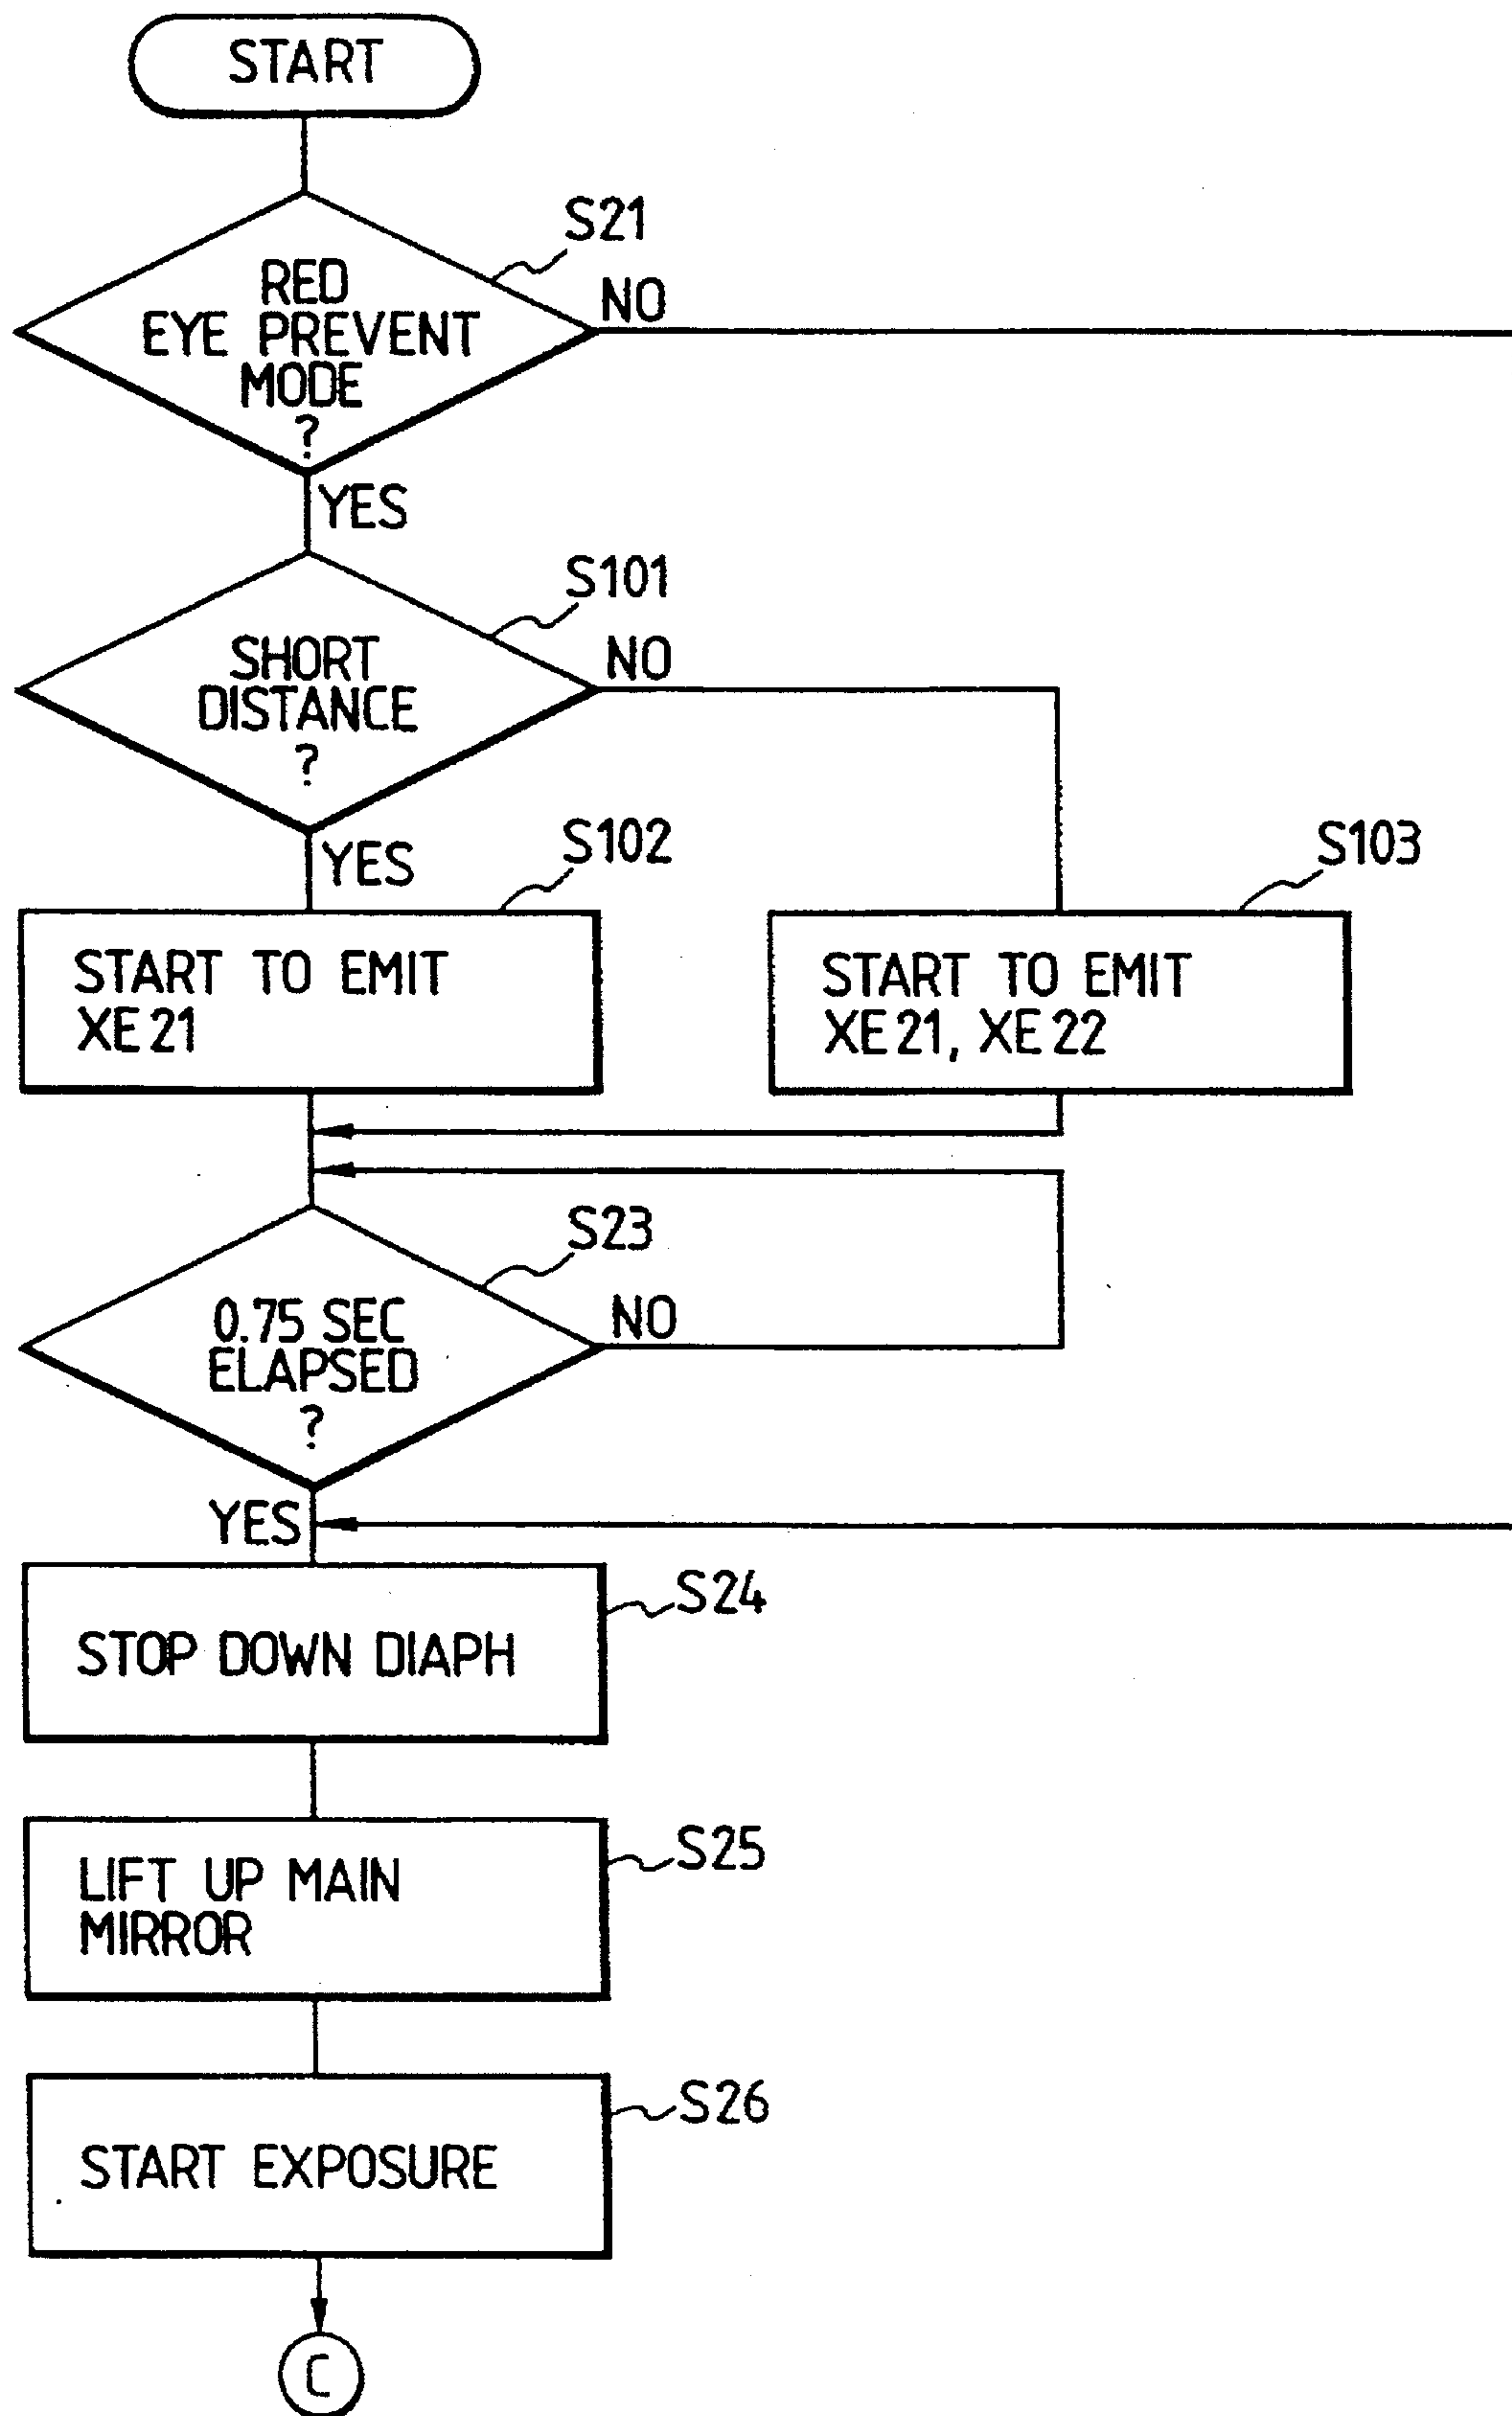 START
S21
RED
EYE PREVENT
MODE
?
NO
YES
S101
SHORT
DISTANCE
?
NO
YES
S102
S103
START TO EMIT
XE21
START TO EMIT
XE21, XE22
S23
0.75 SEC
ELAPSED
?
NO
YES
S24
STOP DOWN DIAPH
S25
LIFT UP MAIN
MIRROR
S26
START EXPOSURE
C